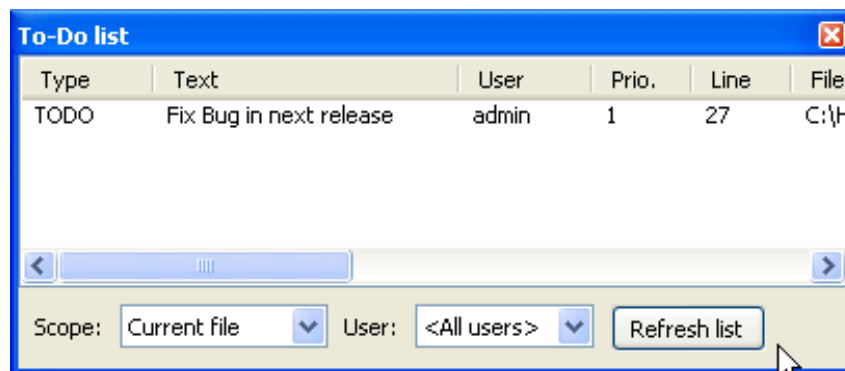 To-Do list
Type Text User Prio. Line File
TODO Fix Bug in next release admin 1 27 C:\H
Scope: Current file User: <All users> Refresh list